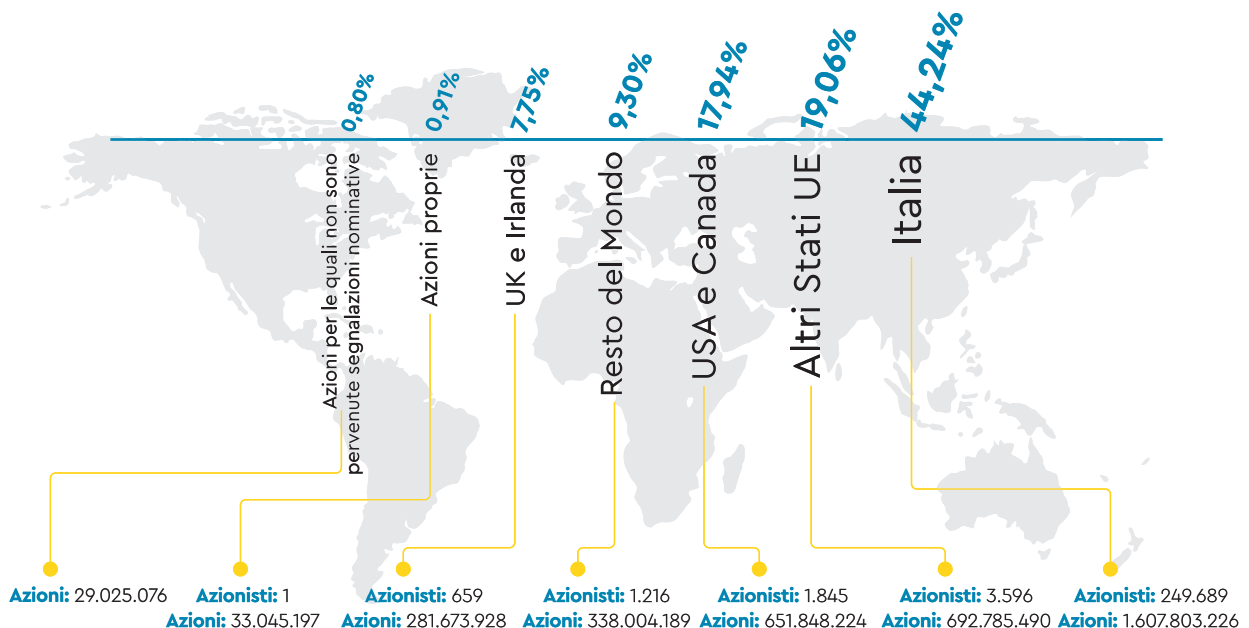 0,80%
0,91%
7,75%
9,30%
17,94%
19,06%
44,24%
Azioni per le quali non sono
pervenute segnalazioni nominative
Azioni proprie
UK e Irlanda
Resto del Mondo
USA e Canada
Altri Stati UE
Italia
Azioni: 29.025.076
Azionisti: 1
Azioni: 33.045.197
Azionisti: 659
Azioni: 281.673.928
Azionisti: 1.216
Azioni: 338.004.189
Azionisti: 1.845
Azioni: 651.848.224
Azionisti: 3.596
Azioni: 692.785.490
Azionisti: 249.689
Azioni: 1.607.803.226